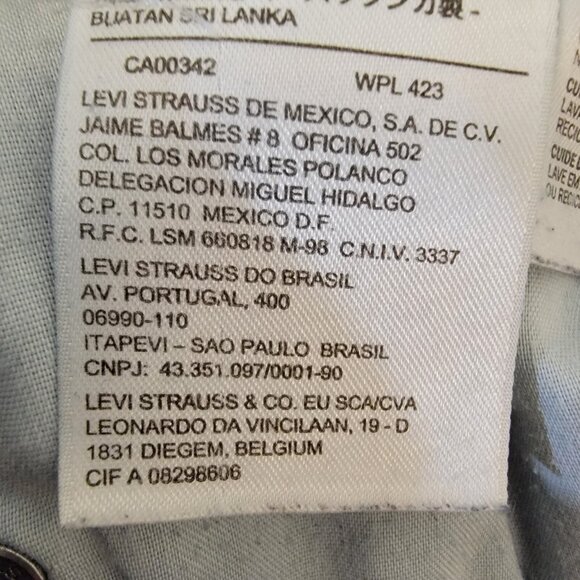 BUATAN SRI LANKA
CA00342 WPL 423
LEVI STRAUSS DE MEXICO, S.A. DE C.V.
JAIME BALMES # 8 OFICINA 502
COL. LOS MORALES POLANCO
DELEGACION MIGUEL HIDALGO
C.P. 11510 MEXICO D.F.
R.F.C. LSM 660818 M-98 C.N.I.V. 3337
LEVI STRAUSS DO BRASIL
AV. PORTUGAL, 400
06990-110
ITAPEVI – SAO PAULO BRASIL
CNPJ: 43.351.097/0001-90
LEVI STRAUSS & CO. EU SCA/CVA
LEONARDO DA VINCILAAN, 19 - D
1831 DIEGEM, BELGIUM
CIF A 08298606
LAVE EM